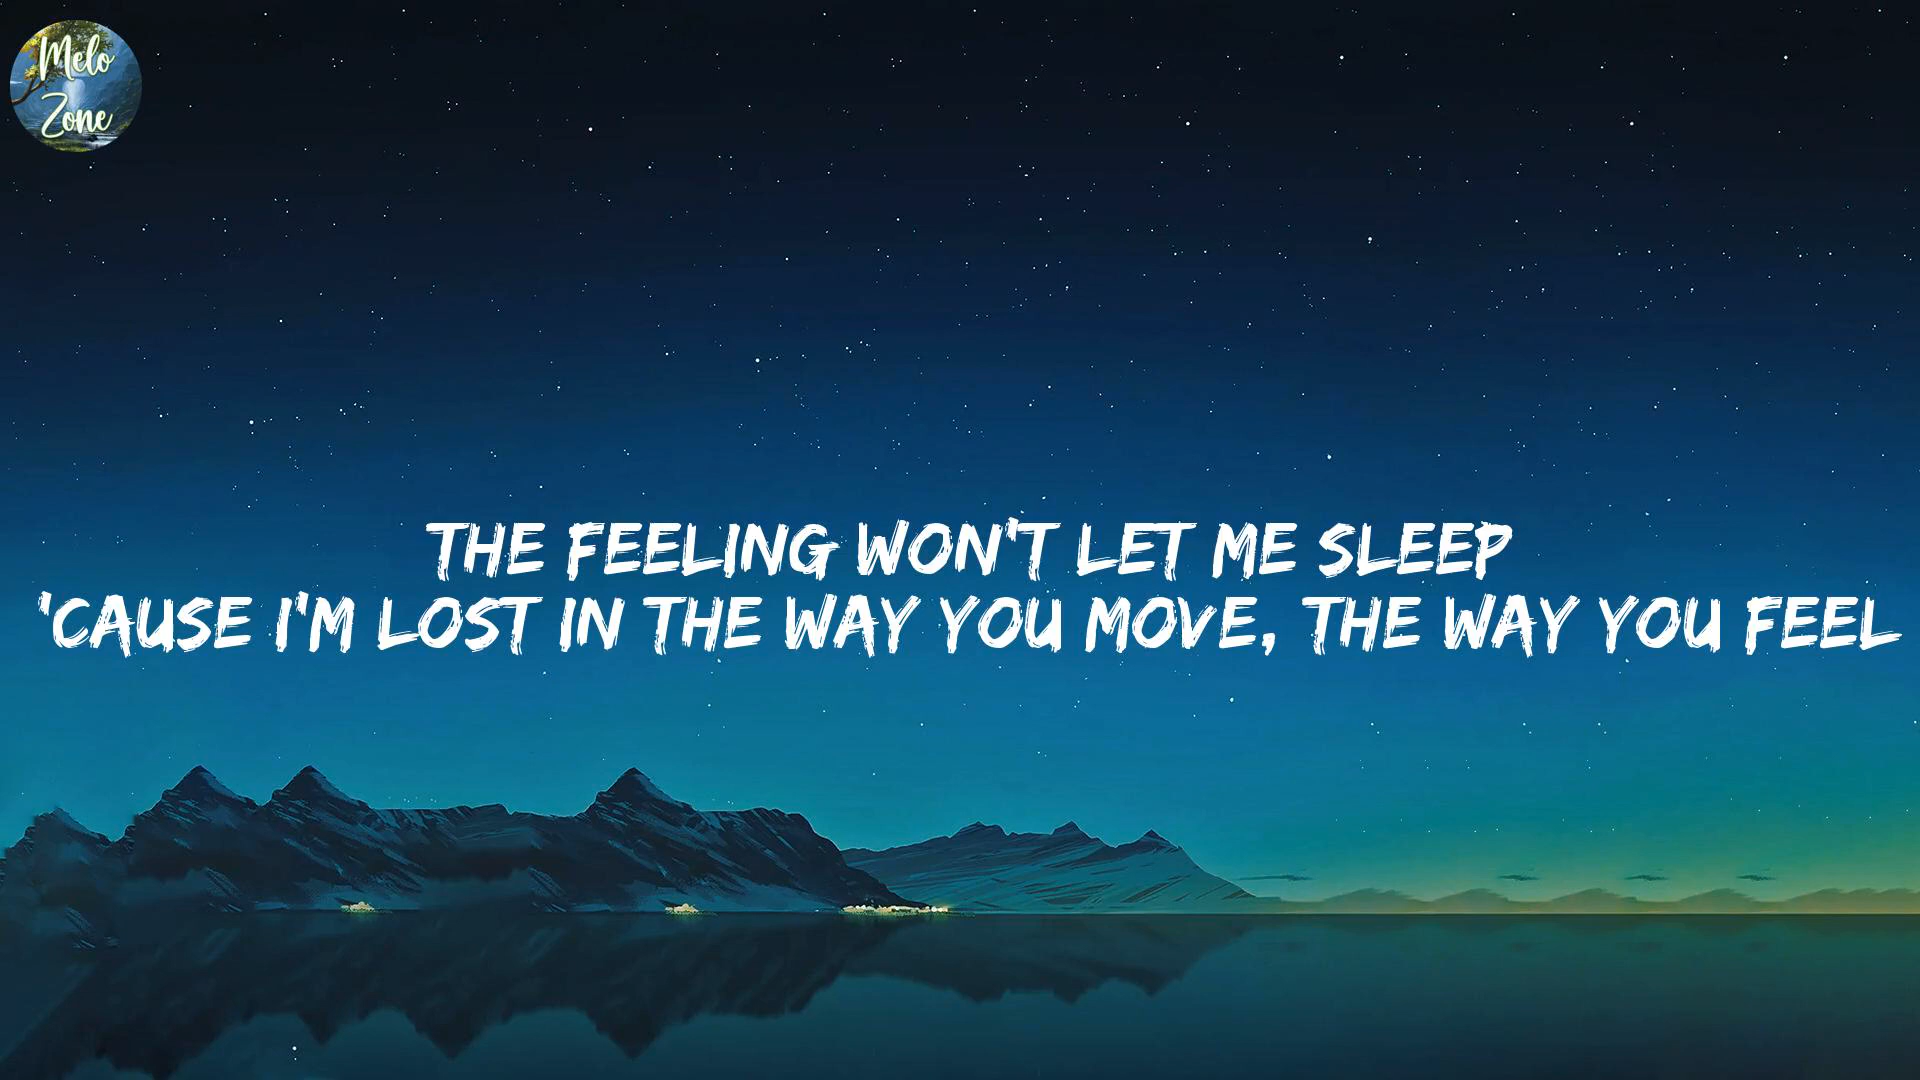 Melo
Zone
THE FEELING WON'T LET ME SLEEP
'CAUSE I'M LOST IN THE WAY YOU MOVE, THE WAY YOU FEEL